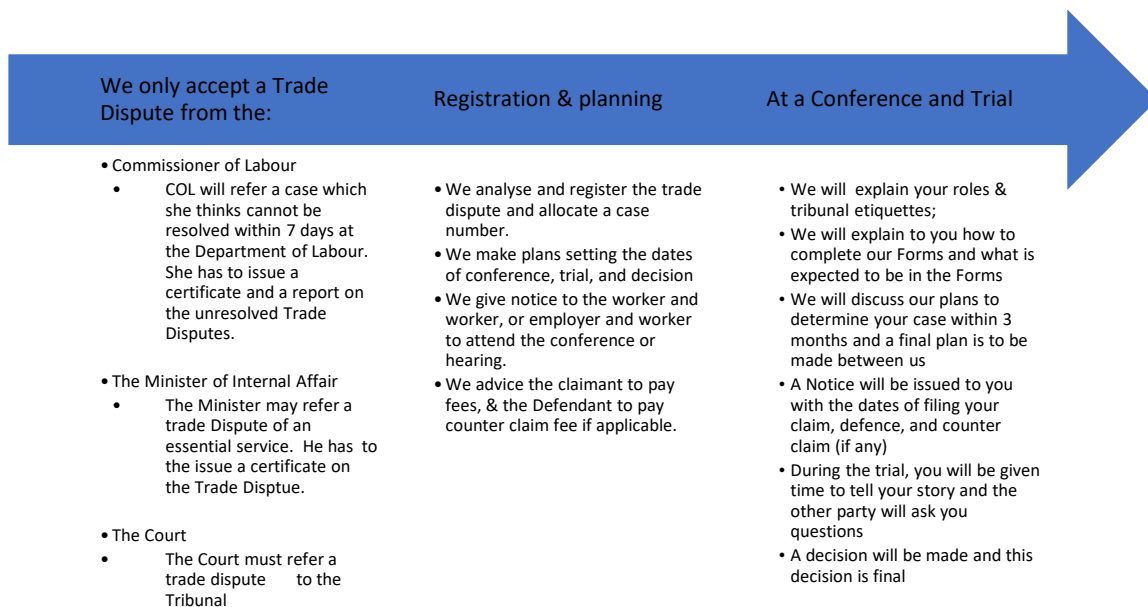 We only accept a Trade
Dispute from the:
• Commissioner of Labour
• COL will refer a case which
she thinks cannot be
resolved within 7 days at
the Department of Labour.
She has to issue a
certificate and a report on
the unresolved Trade
Disputes.
• The Minister of Internal Affair
• The Minister may refer a
trade Dispute of an
essential service. He has to
the issue a certificate on
the Trade Disptue.
• The Court
• The Court must refer a
trade dispute to the
Tribunal
Registration & planning
• We analyse and register the trade
dispute and allocate a case
number.
• We make plans setting the dates
of conference, trial, and decision
• We give notice to the worker and
worker, or employer and worker
to attend the conference or
hearing.
• We advice the claimant to pay
fees, & the Defendant to pay
counter claim fee if applicable.
At a Conference and Trial
• We will explain your roles &
tribunal etiquettes;
• We will explain to you how to
complete our Forms and what is
expected to be in the Forms
• We will discuss our plans to
determine your case within 3
months and a final plan is to be
made between us
• A Notice will be issued to you
with the dates of filing your
claim, defence, and counter
claim (if any)
• During the trial, you will be given
time to tell your story and the
other party will ask you
questions
• A decision will be made and this
decision is final